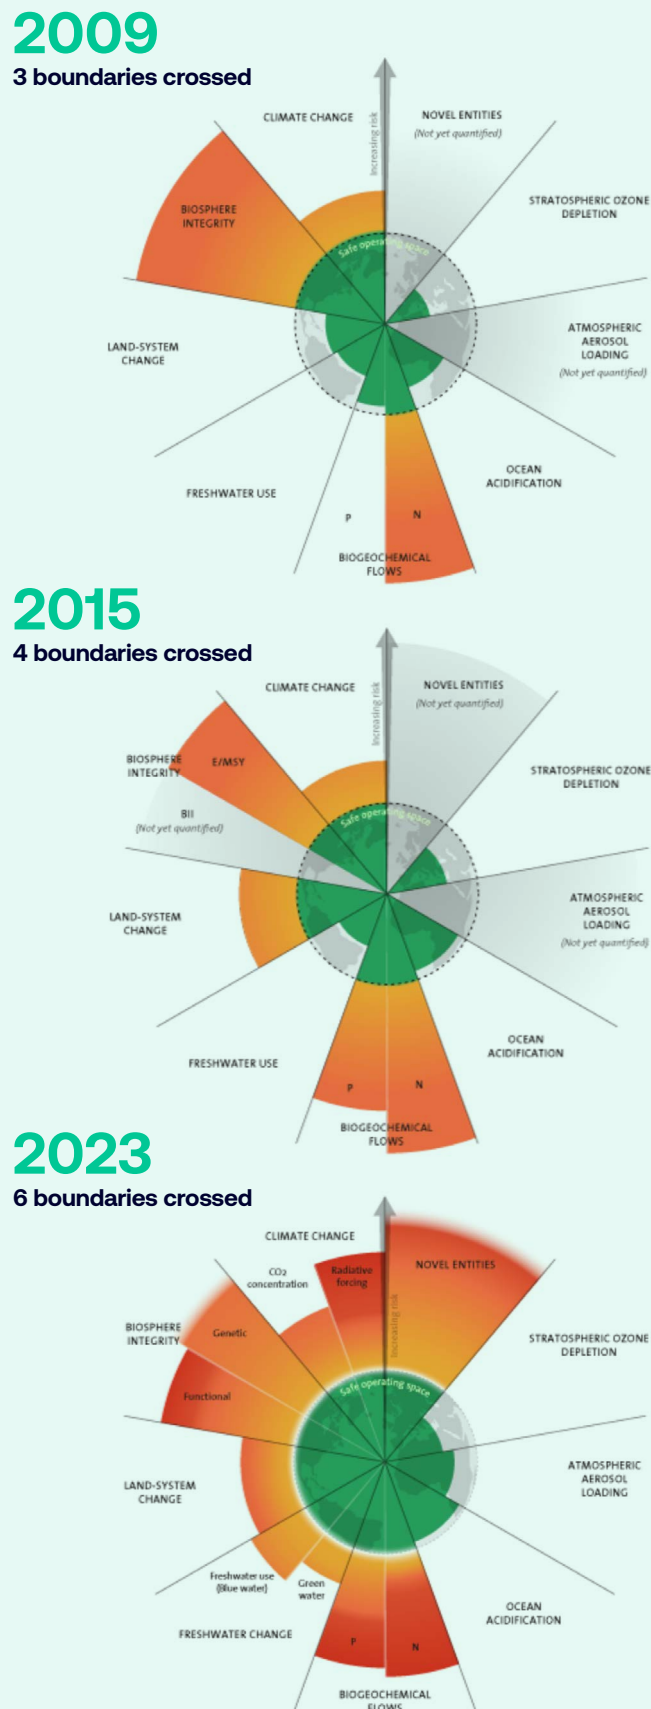 2009
3 boundaries crossed
CLIMATE CHANGE
Increasing risk
NOVEL ENTITIES
(Not yet quantified)
BIOSPHERE
INTEGRITY
STRATOSPHERIC OZONE
DEPLETION
Safe operating space
LAND-SYSTEM
CHANGE
ATMOSPHERIC
AEROSOL
LOADING
(Not yet quantified)
FRESHWATER USE
P
N
OCEAN
ACIDIFICATION
BIOGEOCHEMICAL
FLOWS
2015
4 boundaries crossed
CLIMATE CHANGE
Increasing risk
NOVEL ENTITIES
(Not yet quantified)
BIOSPHERE
INTEGRITY
E/MSY
STRATOSPHERIC OZONE
DEPLETION
BII
(Not yet quantified)
Safe operating space
LAND-SYSTEM
CHANGE
ATMOSPHERIC
AEROSOL
LOADING
(Not yet quantified)
FRESHWATER USE
P
N
OCEAN
ACIDIFICATION
BIOGEOCHEMICAL
FLOWS
2023
6 boundaries crossed
CLIMATE CHANGE
CO2
concentration
Radiative
forcing
Increasing risk
NOVEL ENTITIES
BIOSPHERE
INTEGRITY
Genetic
STRATOSPHERIC OZONE
DEPLETION
Functional
Safe operating space
LAND-SYSTEM
CHANGE
ATMOSPHERIC
AEROSOL
LOADING
Freshwater use
(Blue water)
Green
water
FRESHWATER CHANGE
P
N
OCEAN
ACIDIFICATION
BIOGEOCHEMICAL
FLOWS